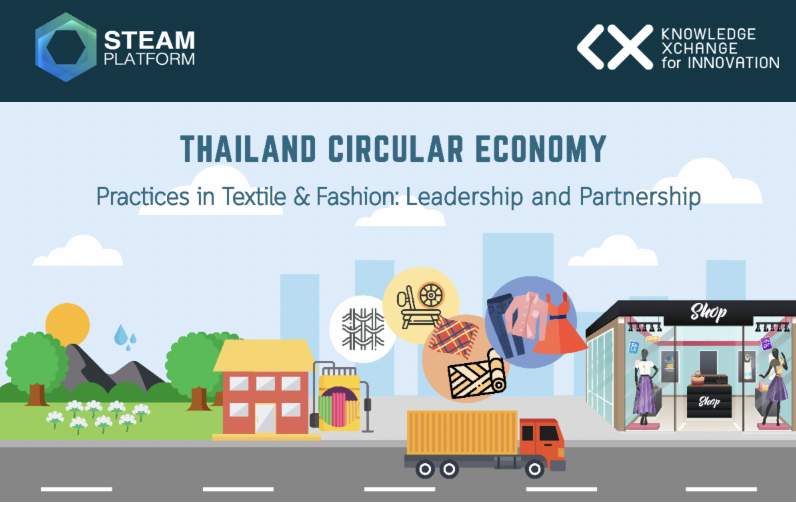 STEAM
PLATFORM
KNOWLEDGE
XCHANGE
for INNOVATION
THAILAND CIRCULAR ECONOMY
Practices in Textile & Fashion: Leadership and Partnership
Shop
Shop